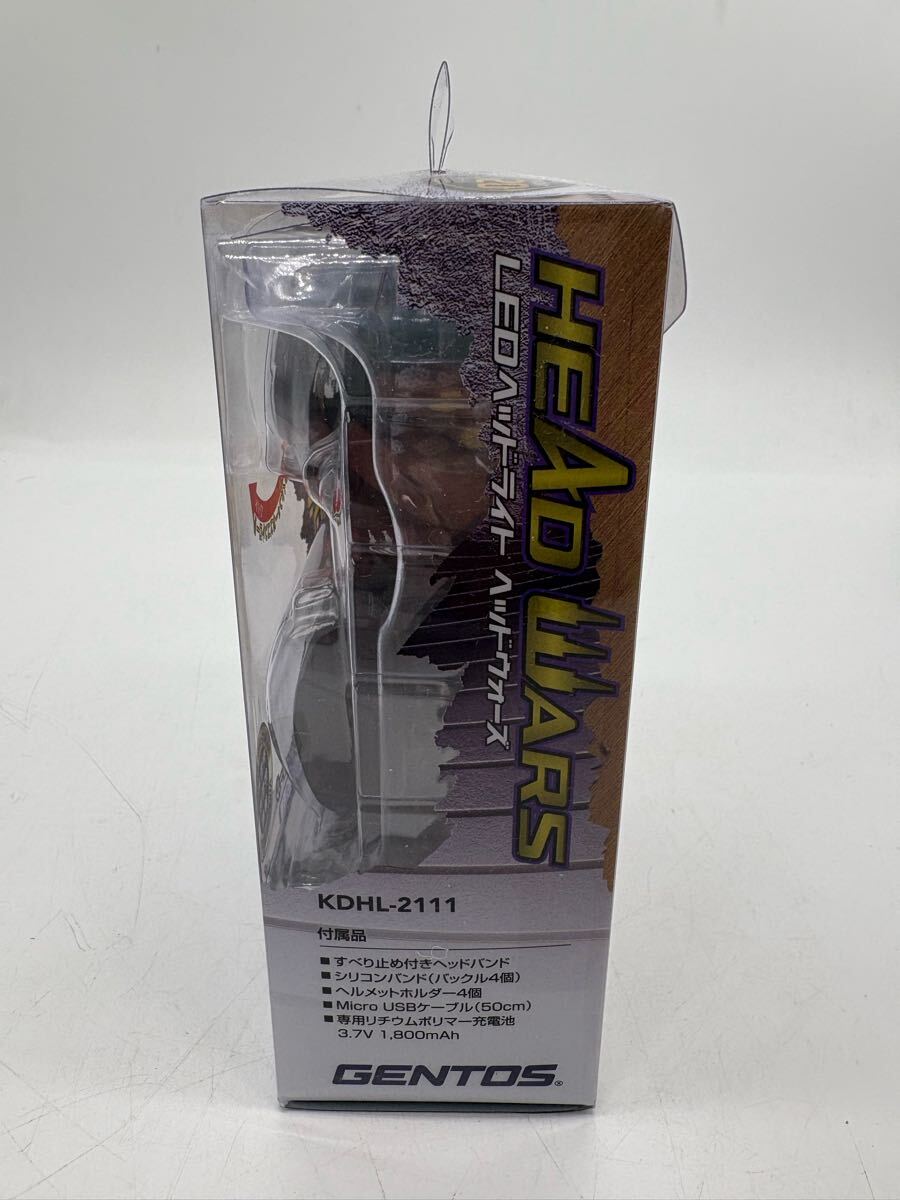 HEAD WARS
LEDヘッドライト ヘッドウォーズ
KDHL-2111
付属品
■すべり止め付きヘッドバンド
■シリコンバンド(バックル4個)
■ヘルメットホルダー4個
■Micro USBケーブル(50cm)
■専用リチウムポリマー充電池
3.7V 1,800mAh
GENTOS®